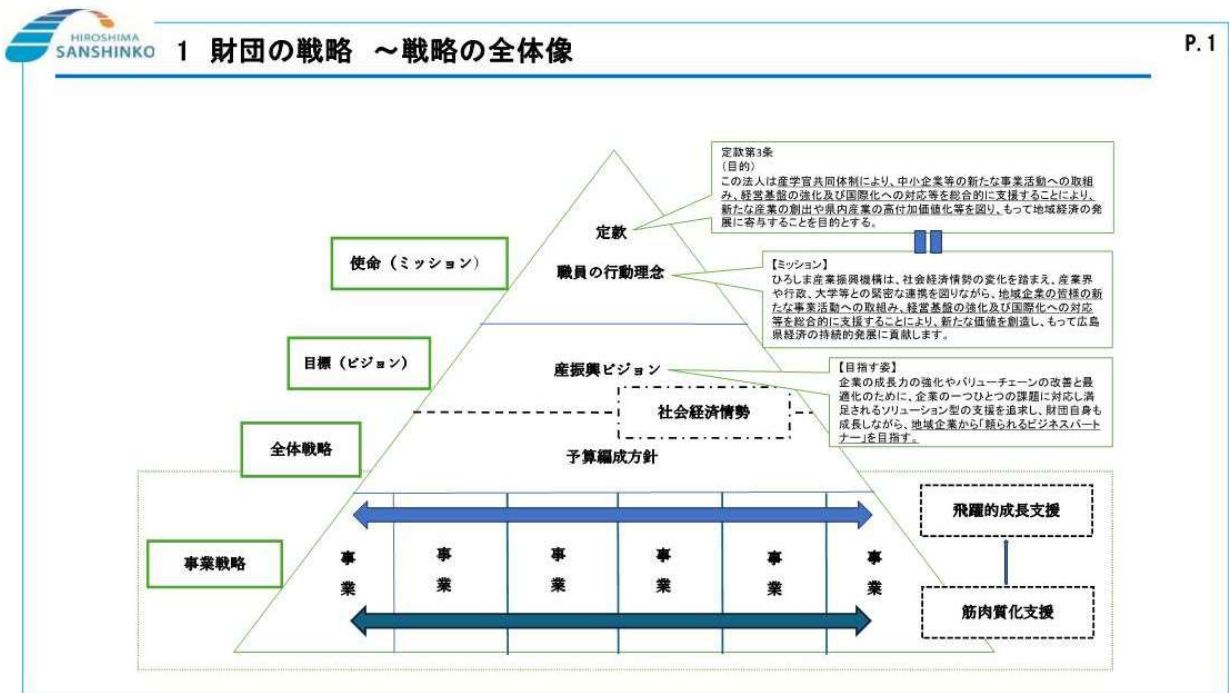 HIROSHIMA
SANSHINKO
1 財団の戦略 ～戦略の全体像
P.1
定款第3条
(目的)
この法人は産学官共同体制により、中小企業等の新たな事業活動への取組
み、経営基盤の強化及び国際化への対応等を総合的に支援することにより、
新たな産業の創出や県内産業の高付加価値化等を図り、もって地域経済の発
展に寄与することを目的とする。
定款
使命（ミッション）
職員の行動理念
【ミッション】
ひろしま産業振興機構は、社会経済情勢の変化を踏まえ、産業界
や行政、大学等との緊密な連携を図りながら、地域企業の皆様の新
たな事業活動への取組み、経営基盤の強化及び国際化への対応
等を総合的に支援することにより、新たな価値を創造し、もって広島
県経済の持続的発展に貢献します。
目標（ビジョン）
産振興ビジョン
【目指す姿】
企業の成長力の強化やバリューチェーンの改善と最
適化のために、企業の一つひとつの課題に対応し満
足されるソリューション型の支援を追求し、財団自身も
成長しながら、地域企業から「頼られるビジネスパート
ナー」を目指す。
社会経済情勢
全体戦略
予算編成方針
飛躍的成長支援
事業戦略
事業
事業
事業
事業
事業
事業
筋肉質化支援